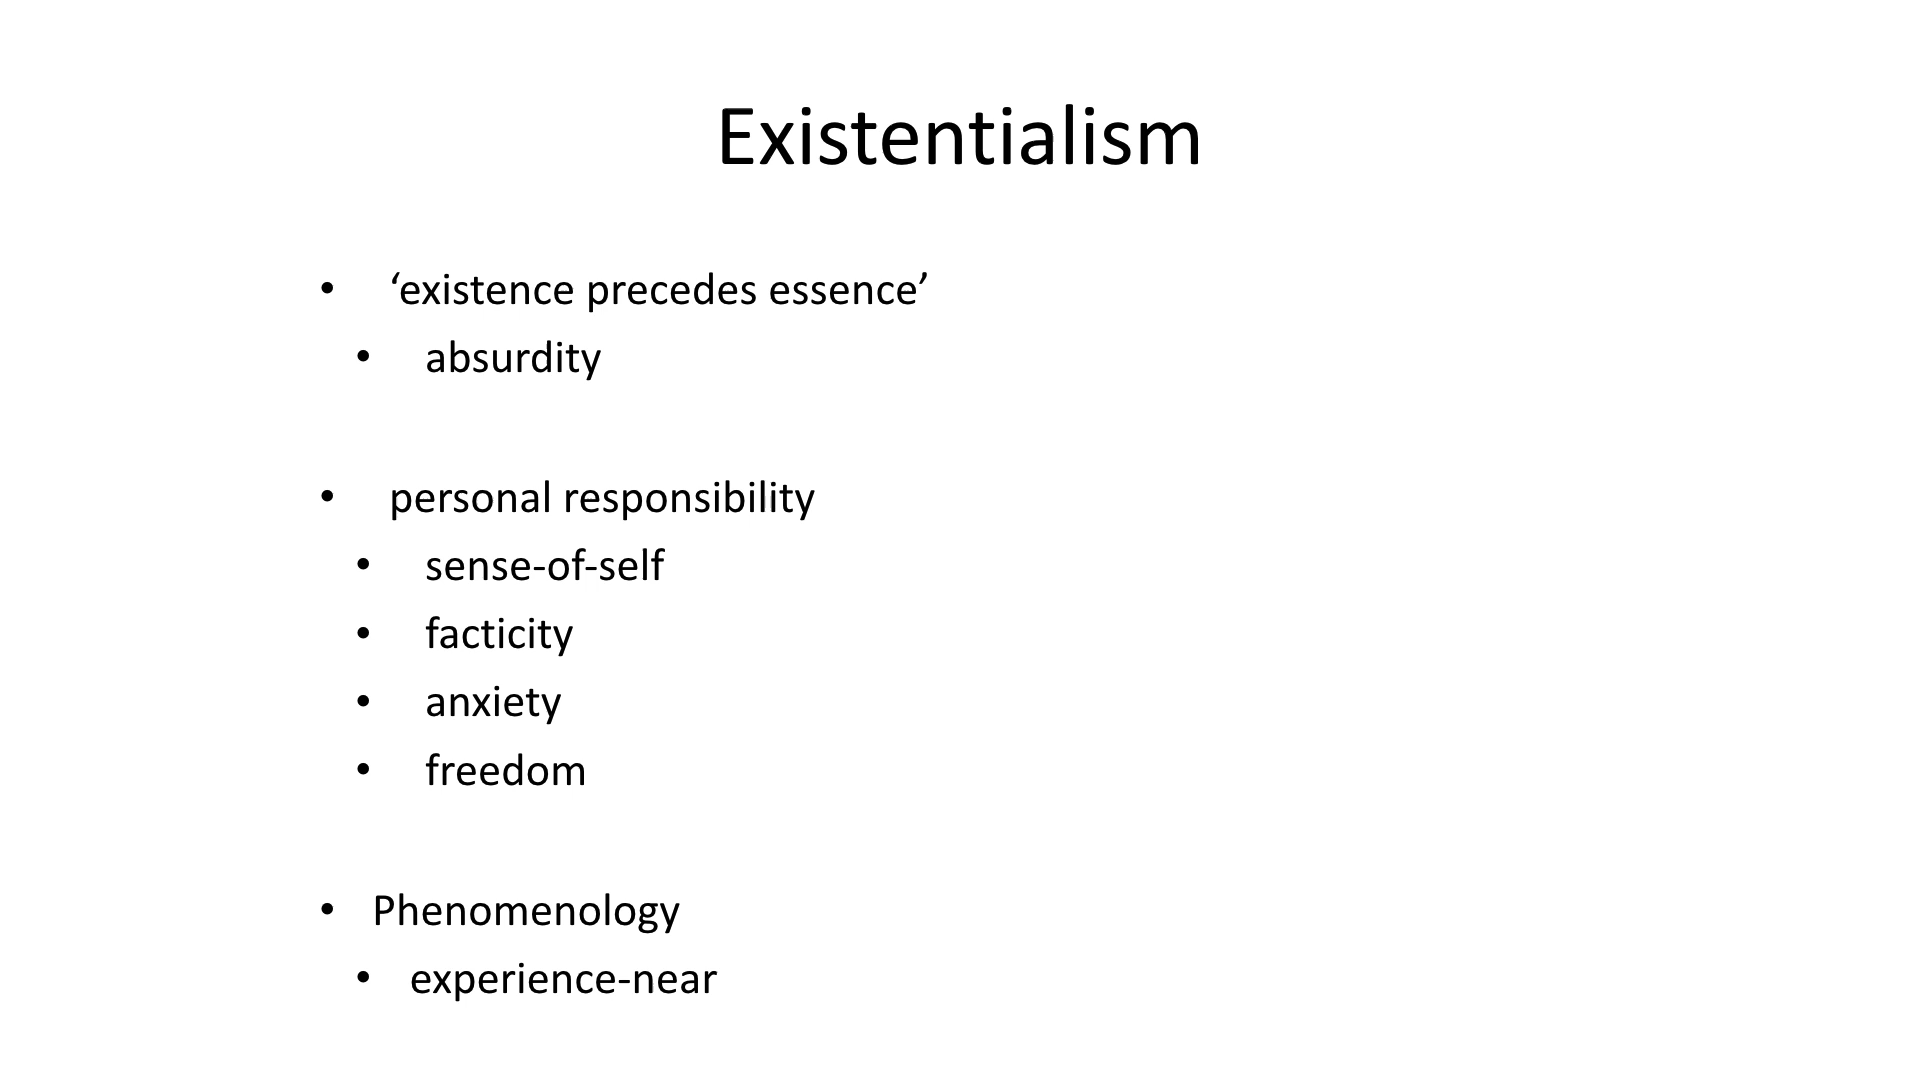 Existentialism
• ‘existence precedes essence’
• absurdity
• personal responsibility
• sense-of-self
• facticity
• anxiety
• freedom
• Phenomenology
• experience-near